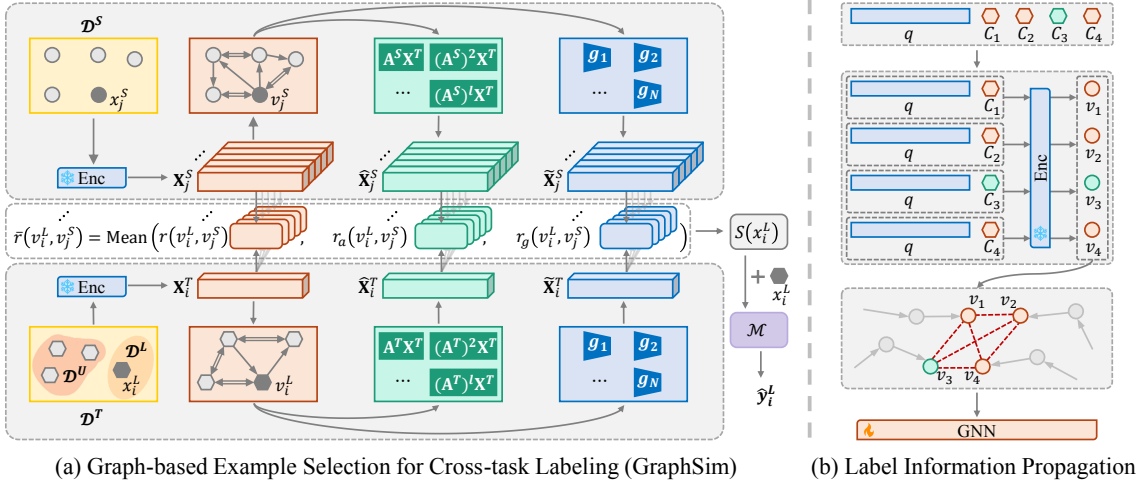 𝒟^S
x_j^S
Enc
X_j^S
v_j^S
A^S X^T (A^S)^2 X^T
... (A^S)^l X^T
X̂_j^S
g_1 g_2
... g_N
X̂_j^S
r̄(v_i^L, v_j^S) = Mean ( r(v_i^L, v_j^S) , r_a(v_i^L, v_j^S) , r_g(v_i^L, v_j^S) )
S(x_i^L)
+ x_i^L
ℳ
ŷ_i^L
Enc
X_i^T
X̂_i^T
X̂_i^T
𝒟^U
𝒟^L
x_i^L
𝒟^T
v_i^L
A^T X^T (A^T)^2 X^T
... (A^T)^l X^T
g_1 g_2
... g_N
(a) Graph-based Example Selection for Cross-task Labeling (GraphSim)
q C_1 C_2 C_3 C_4
q C_1 v_1
q C_2 v_2
Enc
q C_3 v_3
q C_4 v_4
v_1 v_2
v_3 v_4
GNN
(b) Label Information Propagation